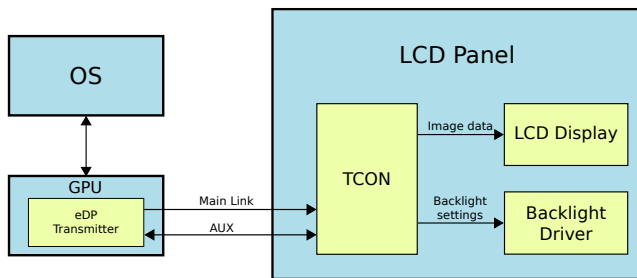 OS
GPU
eDP
Transmitter
Main Link
AUX
LCD Panel
TCON
Image data
LCD Display
Backlight
settings
Backlight
Driver